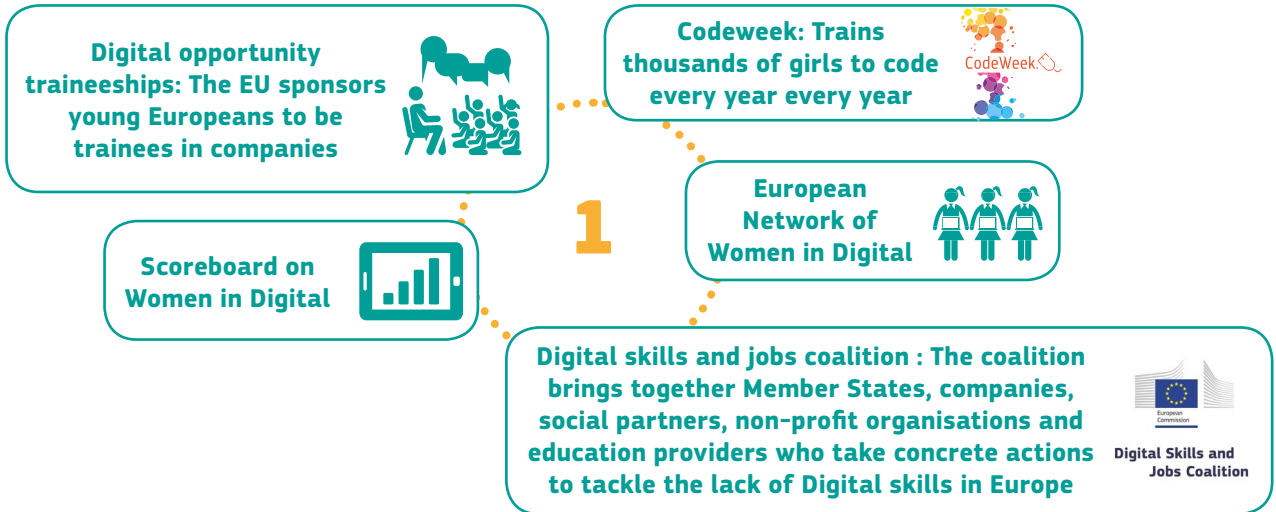 Digital opportunity
traineeships: The EU sponsors
young Europeans to be
trainees in companies
Codeweek: Trains
thousands of girls to code
every year every year
CodeWeek
1
European
Network of
Women in Digital
Scoreboard on
Women in Digital
Digital skills and jobs coalition : The coalition
brings together Member States, companies,
social partners, non-profit organisations and
education providers who take concrete actions
to tackle the lack of Digital skills in Europe
European
Commission
Digital Skills and
Jobs Coalition